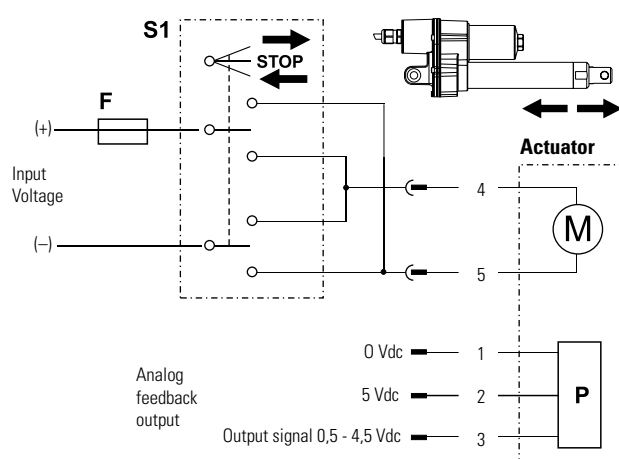 S1
STOP
F
(+)
Input
Voltage
(–)
Actuator
4
M
5
0 Vdc
1
Analog
feedback
output
5 Vdc
2
P
Output signal 0,5 - 4,5 Vdc
3